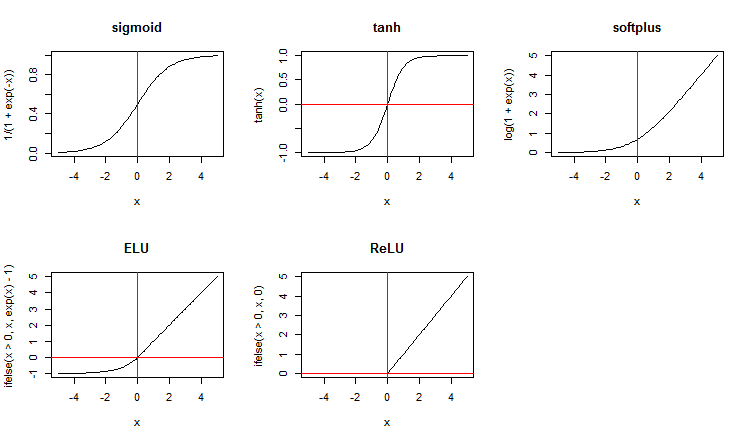 sigmoid
1/(1 + exp(-x))
0.8
0.4
0.0
-4 -2 0 2 4
x
tanh
tanh(x)
1.0
0.5
0.0
-1.0
-4 -2 0 2 4
x
softplus
log(1 + exp(x))
5
4
3
2
1
0
-4 -2 0 2 4
x
ELU
ifelse(x > 0, x, exp(x) - 1)
5
4
3
2
1
0
-1
-4 -2 0 2 4
x
ReLU
ifelse(x > 0, x, 0)
5
4
3
2
1
0
-4 -2 0 2 4
x